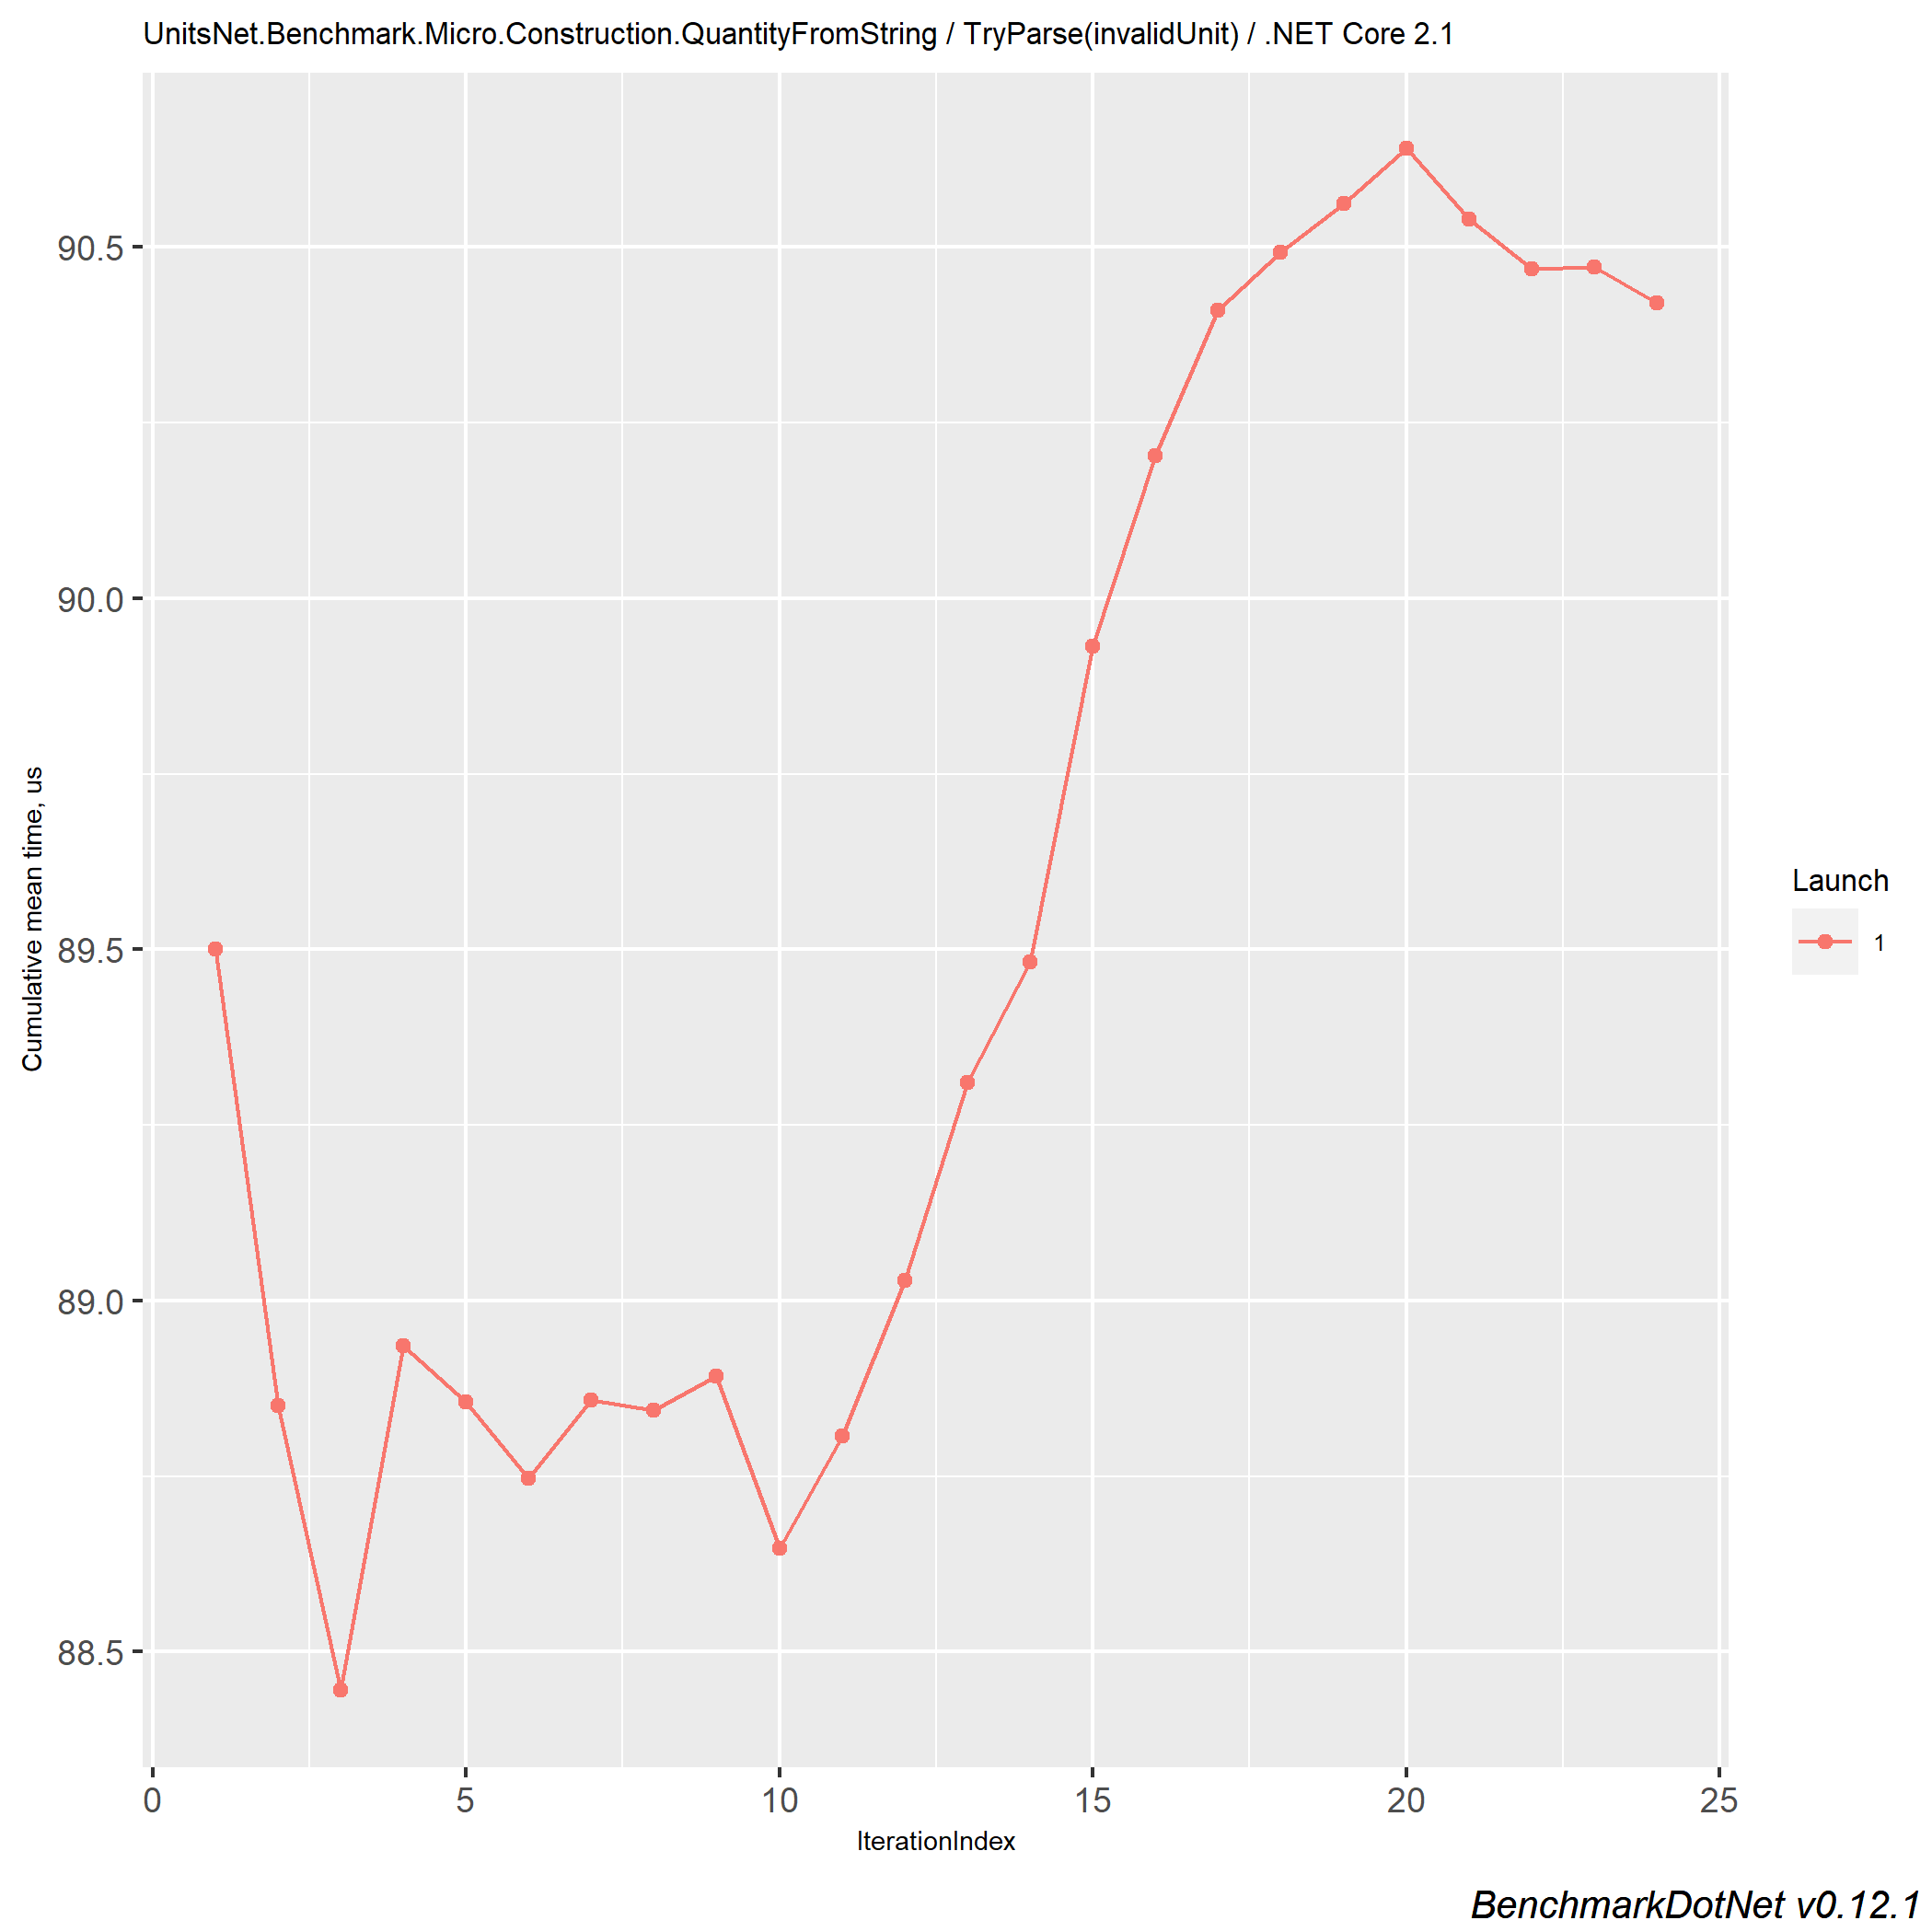 UnitsNet.Benchmark.Micro.Construction.QuantityFromString / TryParse(invalidUnit) / .NET Core 2.1
Cumulative mean time, us
90.5
90.0
89.5
89.0
88.5
0 5 10 15 20 25
IterationIndex
Launch
1
BenchmarkDotNet v0.12.1